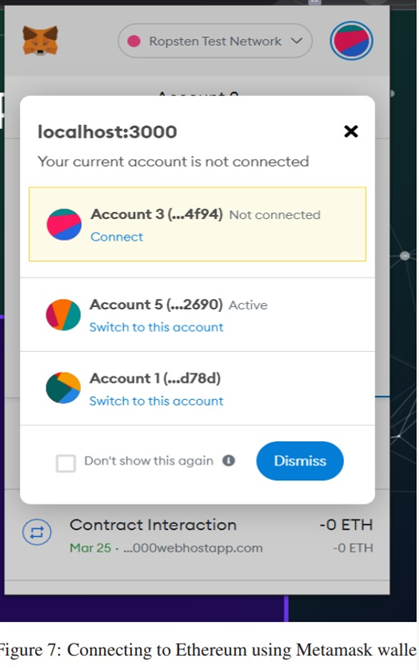 Ropsten Test Network
localhost:3000
Your current account is not connected
Account 3 (...4f94) Not connected
Connect
Account 5 (...2690) Active
Switch to this account
Account 1 (...d78d)
Switch to this account
Don't show this again
Dismiss
Contract Interaction -0 ETH
Mar 25 · ...000webhostapp.com -0 ETH
Figure 7: Connecting to Ethereum using Metamask walle